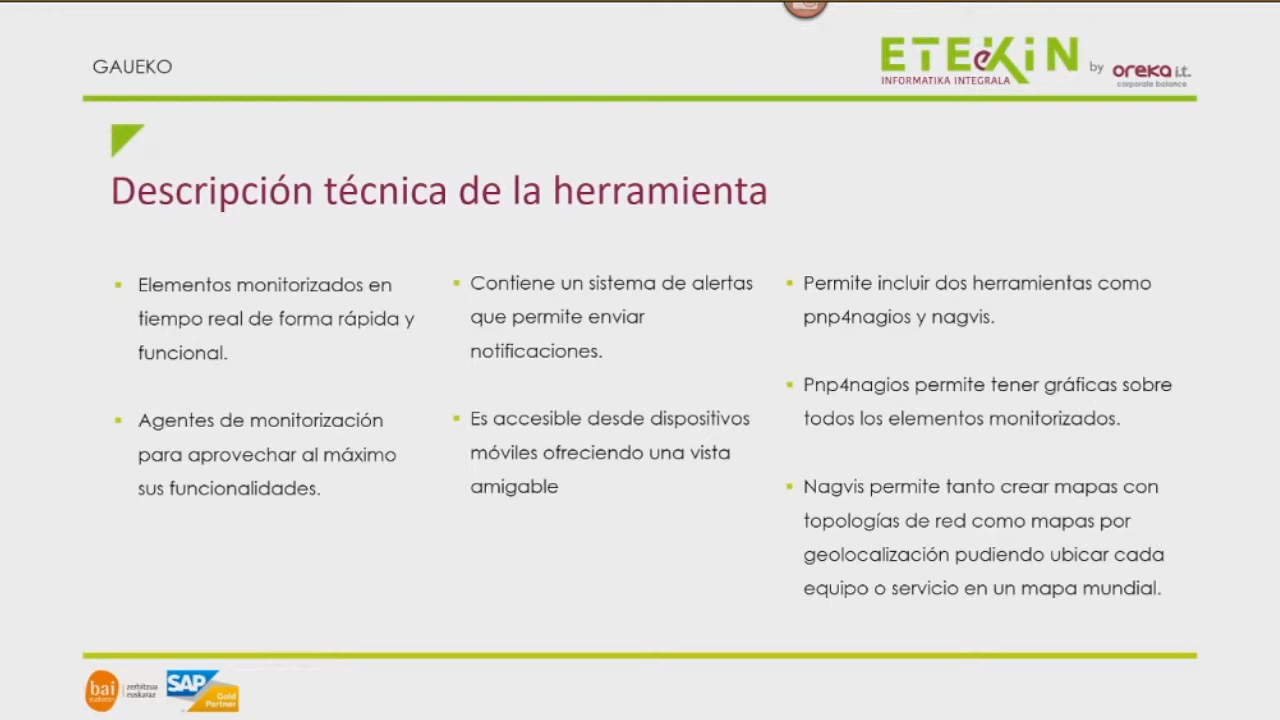 GAUEKO
ETEeKiN
INFORMATIKA INTEGRALA
by oreka i.t.
corporate balance
Descripción técnica de la herramienta
Elementos monitorizados en
tiempo real de forma rápida y
funcional.
Agentes de monitorización
para aprovechar al máximo
sus funcionalidades.
Contiene un sistema de alertas
que permite enviar
notificaciones.
Es accesible desde dispositivos
móviles ofreciendo una vista
amigable
Permite incluir dos herramientas como
pnp4nagios y nagvis.
Pnp4nagios permite tener gráficas sobre
todos los elementos monitorizados.
Nagvis permite tanto crear mapas con
topologías de red como mapas por
geolocalización pudiendo ubicar cada
equipo o servicio en un mapa mundial.
bai
euskarari
zerbitzua
euskaraz
SAP
Gold
Partner